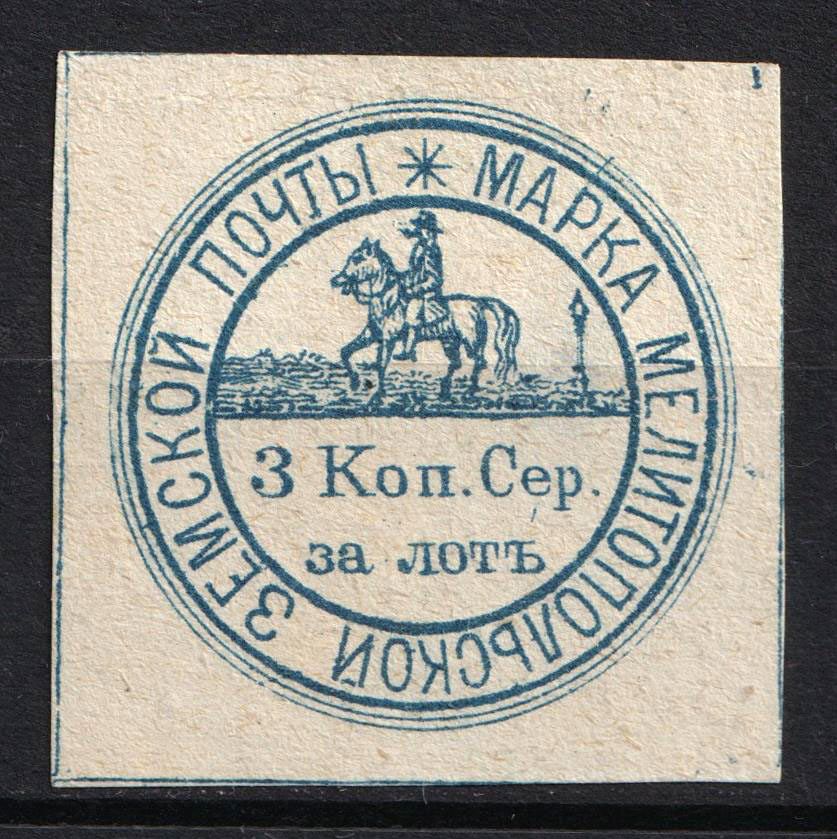 МАРКА МЕЛИТОПОЛЬСКОЙ ЗЕМСКОЙ ПОЧТЫ *
3 Коп. Сер.
за лотъ